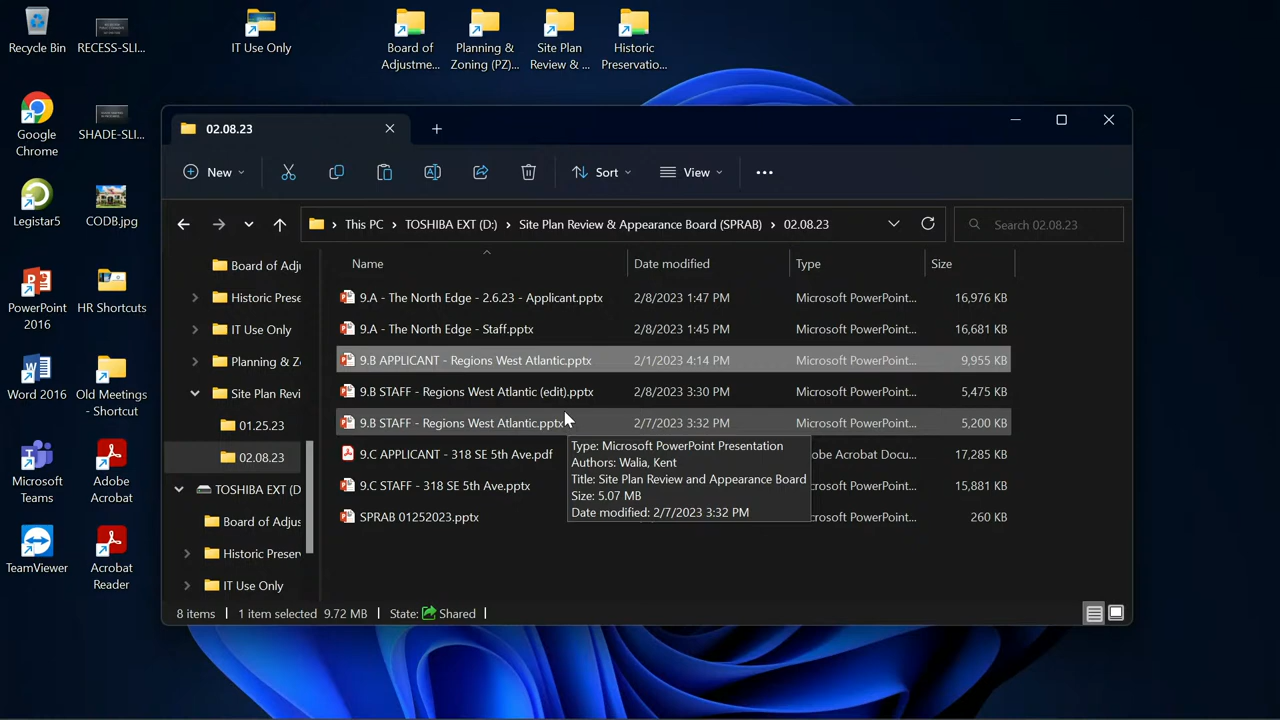 Recycle Bin
RECESS-SLI...
IT Use Only
Board of
Adjustme...
Planning &
Zoning (PZ)...
Site Plan
Review & ...
Historic
Preservatio...
Google
Chrome
SHADE-SLI...
Legistar5
CODB.jpg
PowerPoint
2016
HR Shortcuts
Word 2016
Old Meetings
- Shortcut
Microsoft
Teams
Adobe
Acrobat
TeamViewer
Acrobat
Reader
02.08.23
New
Sort
View
This PC > TOSHIBA EXT (D:) > Site Plan Review & Appearance Board (SPRAB) > 02.08.23
Search 02.08.23
Board of Adju
Historic Prese
IT Use Only
Planning & Zo
Site Plan Revi
01.25.23
02.08.23
TOSHIBA EXT (D
Board of Adjus
Historic Preser
IT Use Only
Name Date modified Type Size
9.A - The North Edge - 2.6.23 - Applicant.pptx 2/8/2023 1:47 PM Microsoft PowerPoint... 16,976 KB
9.A - The North Edge - Staff.pptx 2/8/2023 1:45 PM Microsoft PowerPoint... 16,681 KB
9.B APPLICANT - Regions West Atlantic.pptx 2/1/2023 4:14 PM Microsoft PowerPoint... 9,955 KB
9.B STAFF - Regions West Atlantic (edit).pptx 2/8/2023 3:30 PM Microsoft PowerPoint... 5,475 KB
9.B STAFF - Regions West Atlantic.pptx 2/7/2023 3:32 PM Microsoft PowerPoint... 5,200 KB
9.C APPLICANT - 318 SE 5th Ave.pdf dobe Acrobat Docu... 17,285 KB
9.C STAFF - 318 SE 5th Ave.pptx crosoft PowerPoint... 15,881 KB
SPRAB 01252023.pptx crosoft PowerPoint... 260 KB
Type: Microsoft PowerPoint Presentation
Authors: Walia, Kent
Title: Site Plan Review and Appearance Board
Size: 5.07 MB
Date modified: 2/7/2023 3:32 PM
8 items 1 item selected 9.72 MB State: Shared